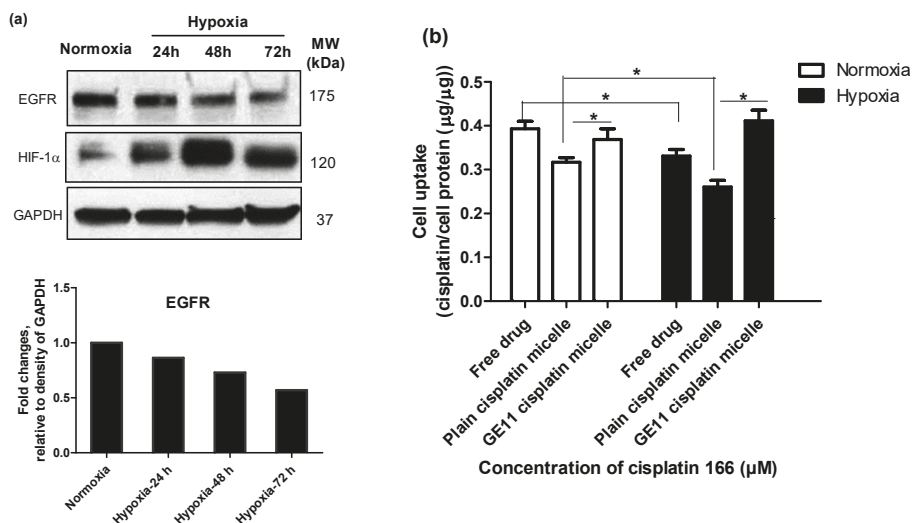 (a)
Hypoxia
Normoxia 24h 48h 72h MW
(kDa)
EGFR 175
HIF-1α 120
GAPDH 37
EGFR
Fold changes,
relative to density of GAPDH
1.5
1.0
0.5
0.0
Normoxia
Hypoxia-24 h
Hypoxia-48 h
Hypoxia-72 h
(b)
Normoxia
Hypoxia
* * * *
Cell uptake
(cisplatin/cell protein (μg/μg))
0.6
0.4
0.3
0.2
0.0
Free drug
Plain cisplatin micelle
GE11 cisplatin micelle
Free drug
Plain cisplatin micelle
GE11 cisplatin micelle
Concentration of cisplatin 166 (μM)